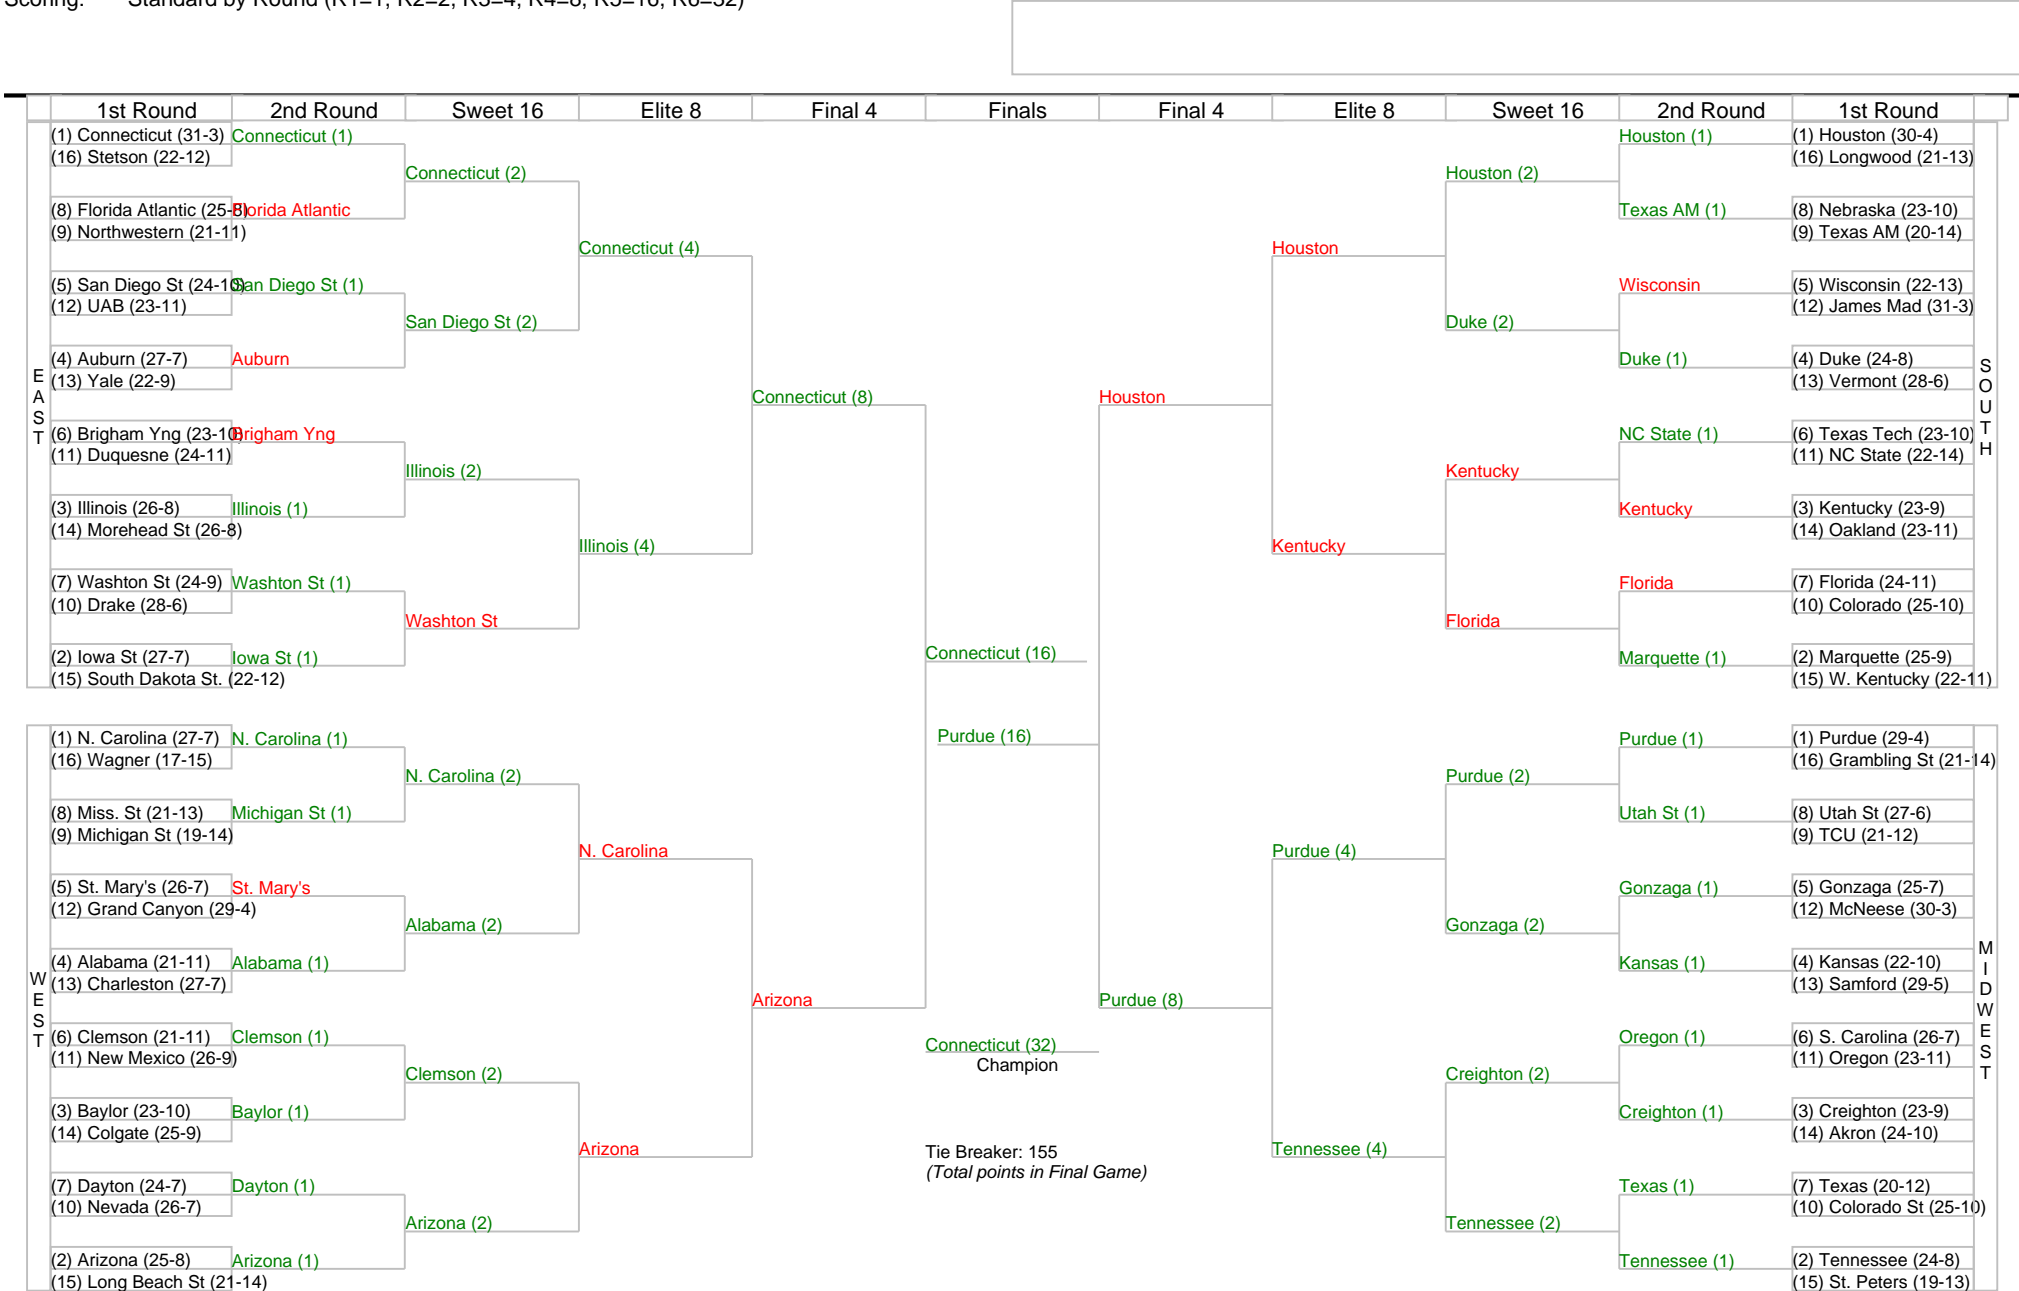 Scoring: Standard by Round (R1=1, R2=2, R3=4, R4=8, R5=16, R6=32)
1st Round 2nd Round Sweet 16 Elite 8 Final 4 Finals Final 4 Elite 8 Sweet 16 2nd Round 1st Round
EAST
(1) Connecticut (31-3)
(16) Stetson (22-12)
(8) Florida Atlantic (25-8)
(9) Northwestern (21-11)
(5) San Diego St (24-10)
(12) UAB (23-11)
(4) Auburn (27-7)
(13) Yale (22-9)
(6) Brigham Yng (23-10)
(11) Duquesne (24-11)
(3) Illinois (26-8)
(14) Morehead St (26-8)
(7) Washton St (24-9)
(10) Drake (28-6)
(2) Iowa St (27-7)
(15) South Dakota St. (22-12)
Connecticut (1)
Florida Atlantic
San Diego St (1)
Auburn
Brigham Yng
Illinois (1)
Washton St (1)
Iowa St (1)
Connecticut (2)
San Diego St (2)
Illinois (2)
Washton St
Connecticut (4)
Illinois (4)
Connecticut (8)
WEST
(1) N. Carolina (27-7)
(16) Wagner (17-15)
(8) Miss. St (21-13)
(9) Michigan St (19-14)
(5) St. Mary's (26-7)
(12) Grand Canyon (29-4)
(4) Alabama (21-11)
(13) Charleston (27-7)
(6) Clemson (21-11)
(11) New Mexico (26-9)
(3) Baylor (23-10)
(14) Colgate (25-9)
(7) Dayton (24-7)
(10) Nevada (26-7)
(2) Arizona (25-8)
(15) Long Beach St (21-14)
N. Carolina (1)
Michigan St (1)
St. Mary's
Alabama (1)
Clemson (1)
Baylor (1)
Dayton (1)
Arizona (1)
N. Carolina (2)
Alabama (2)
Clemson (2)
Arizona (2)
N. Carolina
Arizona
Arizona
Connecticut (16)
Purdue (16)
Connecticut (32)
Champion
Tie Breaker: 155
(Total points in Final Game)
Houston
Houston
Kentucky
Houston (2)
Duke (2)
Kentucky
Florida
Houston (1)
Texas AM (1)
Wisconsin
Duke (1)
NC State (1)
Kentucky
Florida
Marquette (1)
(1) Houston (30-4)
(16) Longwood (21-13)
(8) Nebraska (23-10)
(9) Texas AM (20-14)
(5) Wisconsin (22-13)
(12) James Mad (31-3)
(4) Duke (24-8)
(13) Vermont (28-6)
(6) Texas Tech (23-10)
(11) NC State (22-14)
(3) Kentucky (23-9)
(14) Oakland (23-11)
(7) Florida (24-11)
(10) Colorado (25-10)
(2) Marquette (25-9)
(15) W. Kentucky (22-11)
SOUTH
Purdue (8)
Purdue (4)
Tennessee (4)
Purdue (2)
Gonzaga (2)
Creighton (2)
Tennessee (2)
Purdue (1)
Utah St (1)
Gonzaga (1)
Kansas (1)
Oregon (1)
Creighton (1)
Texas (1)
Tennessee (1)
(1) Purdue (29-4)
(16) Grambling St (21-14)
(8) Utah St (27-6)
(9) TCU (21-12)
(5) Gonzaga (25-7)
(12) McNeese (30-3)
(4) Kansas (22-10)
(13) Samford (29-5)
(6) S. Carolina (26-7)
(11) Oregon (23-11)
(3) Creighton (23-9)
(14) Akron (24-10)
(7) Texas (20-12)
(10) Colorado St (25-10)
(2) Tennessee (24-8)
(15) St. Peters (19-13)
MIDWEST